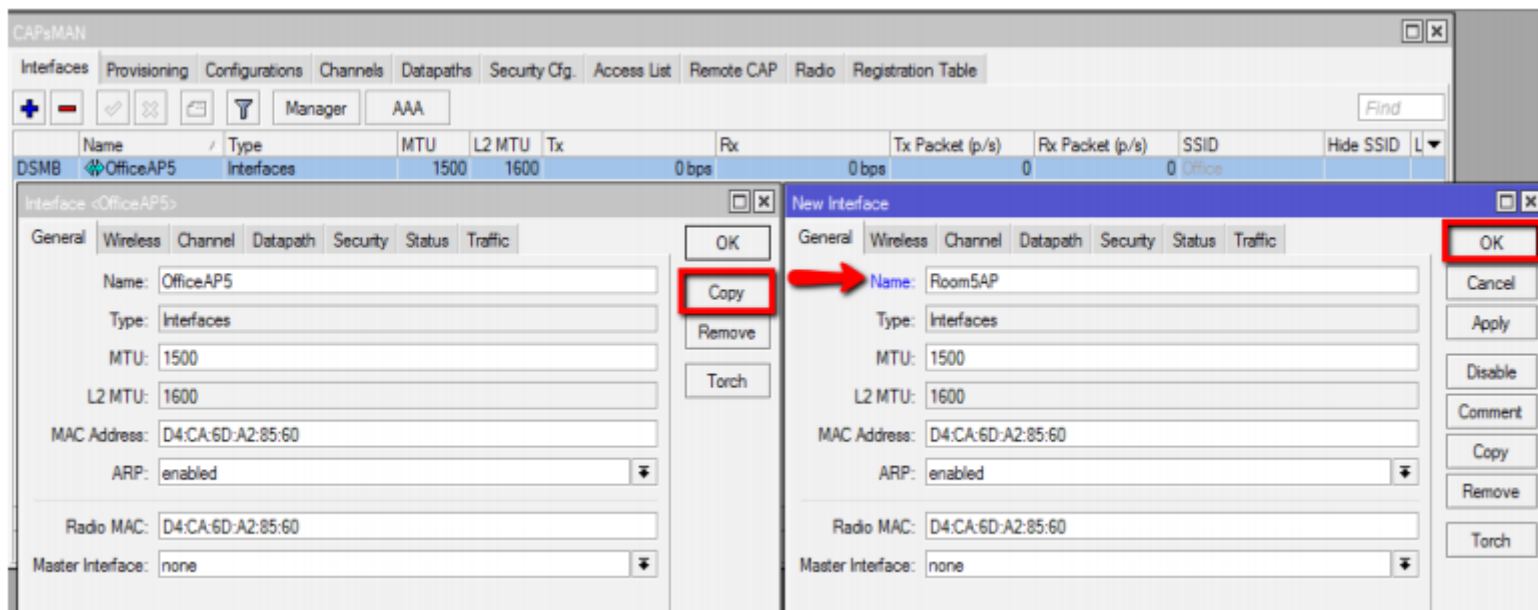 CAPsMAN
Interfaces Provisioning Configurations Channels Datapaths Security Cfg. Access List Remote CAP Radio Registration Table
Manager AAA Find
Name / Type MTU L2 MTU Tx Rx Tx Packet (p/s) Rx Packet (p/s) SSID Hide SSID L
DSMB OfficeAP5 Interfaces 1500 1600 0 bps 0 bps 0 0 Office
Interface <OfficeAP5>
General Wireless Channel Datapath Security Status Traffic
OK
Name: OfficeAP5
Copy
Type: Interfaces
Remove
MTU: 1500
Torch
L2 MTU: 1600
MAC Address: D4:CA:6D:A2:85:60
ARP: enabled
Radio MAC: D4:CA:6D:A2:85:60
Master Interface: none
New Interface
General Wireless Channel Datapath Security Status Traffic
OK
Name: Room5AP
Cancel
Type: Interfaces
Apply
MTU: 1500
Disable
L2 MTU: 1600
Comment
MAC Address: D4:CA:6D:A2:85:60
Copy
ARP: enabled
Remove
Radio MAC: D4:CA:6D:A2:85:60
Torch
Master Interface: none